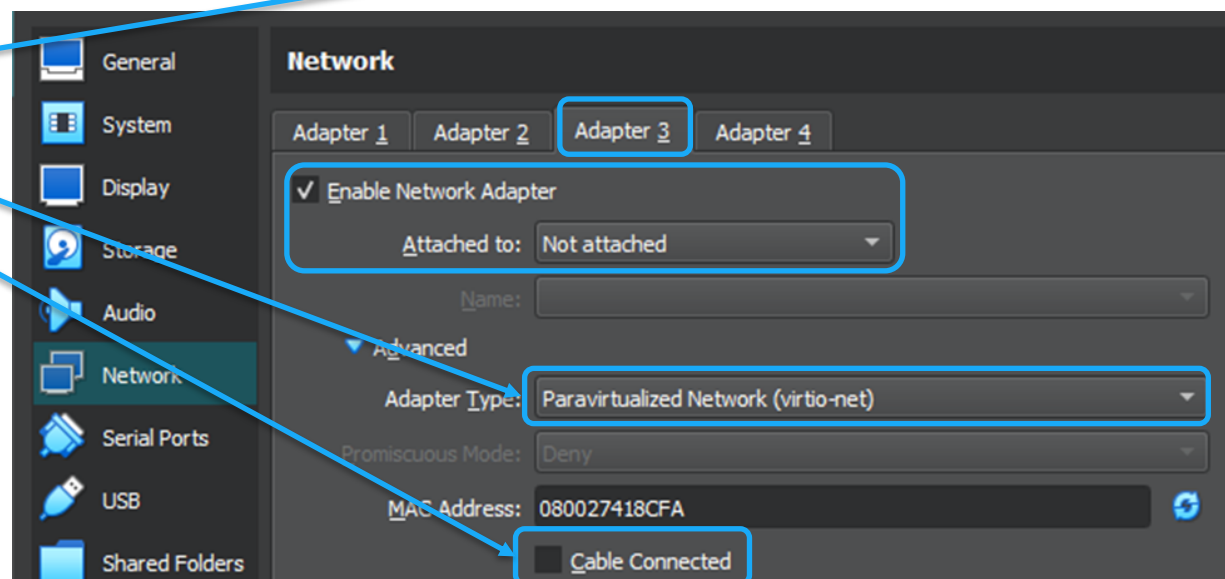 General
System
Display
Storage
Audio
Network
Serial Ports
USB
Shared Folders
Network
Adapter 1
Adapter 2
Adapter 3
Adapter 4
Enable Network Adapter
Attached to: Not attached
Name:
Advanced
Adapter Type: Paravirtualized Network (virtio-net)
Promiscuous Mode: Deny
MAC Address: 080027418CFA
Cable Connected